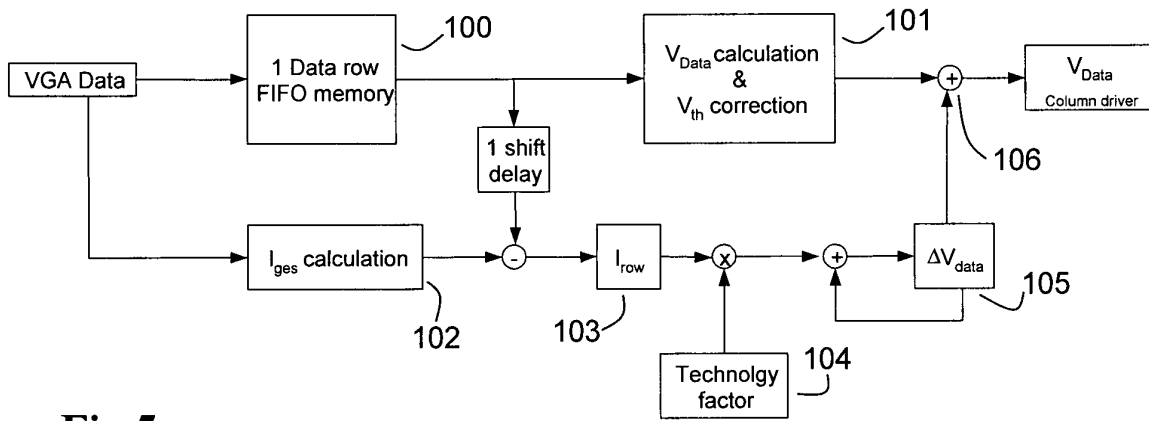 100
101
VGA Data
1 Data row
FIFO memory
V_Data calculation
&
V_th correction
+
V_Data
Column driver
106
1 shift
delay
I_ges calculation
-
I_row
x
+
ΔV_data
102
103
105
Technolgy
factor
104